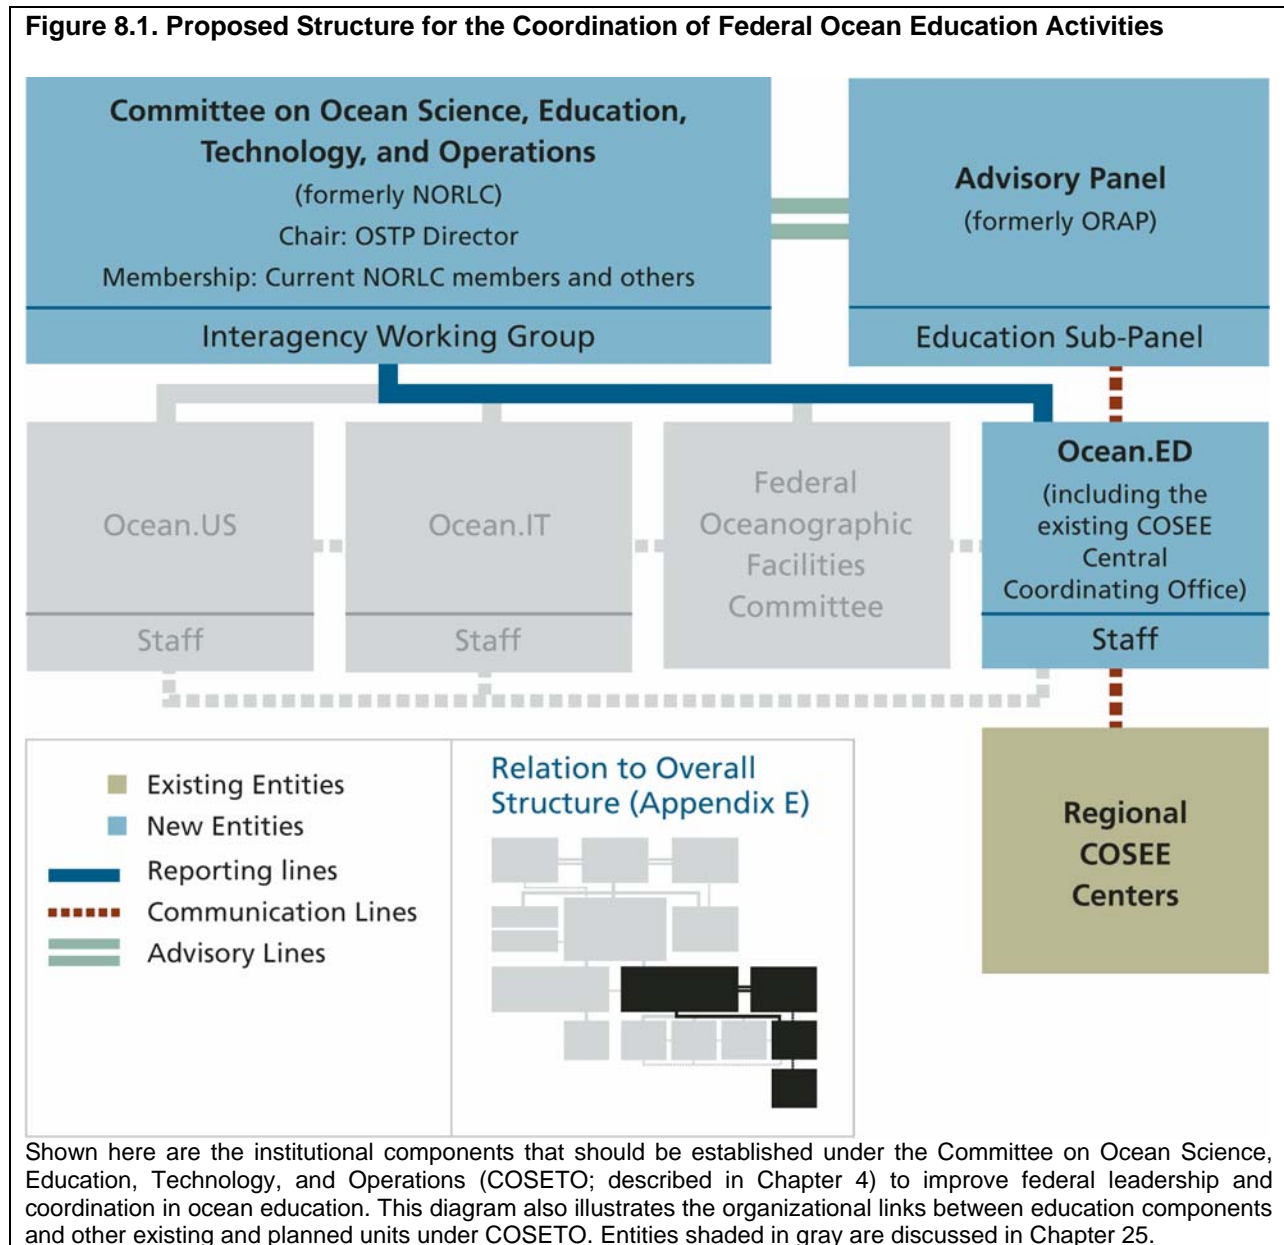 Figure 8.1. Proposed Structure for the Coordination of Federal Ocean Education Activities
Committee on Ocean Science, Education,
Technology, and Operations
(formerly NORLC)
Chair: OSTP Director
Membership: Current NORLC members and others
Interagency Working Group
Advisory Panel
(formerly ORAP)
Education Sub-Panel
Ocean.US
Staff
Ocean.IT
Staff
Federal
Oceanographic
Facilities
Committee
Ocean.ED
(including the
existing COSEE
Central
Coordinating Office)
Staff
Regional
COSEE
Centers
Existing Entities
New Entities
Reporting lines
Communication Lines
Advisory Lines
Relation to Overall
Structure (Appendix E)
Shown here are the institutional components that should be established under the Committee on Ocean Science,
Education, Technology, and Operations (COSETO; described in Chapter 4) to improve federal leadership and
coordination in ocean education. This diagram also illustrates the organizational links between education components
and other existing and planned units under COSETO. Entities shaded in gray are discussed in Chapter 25.